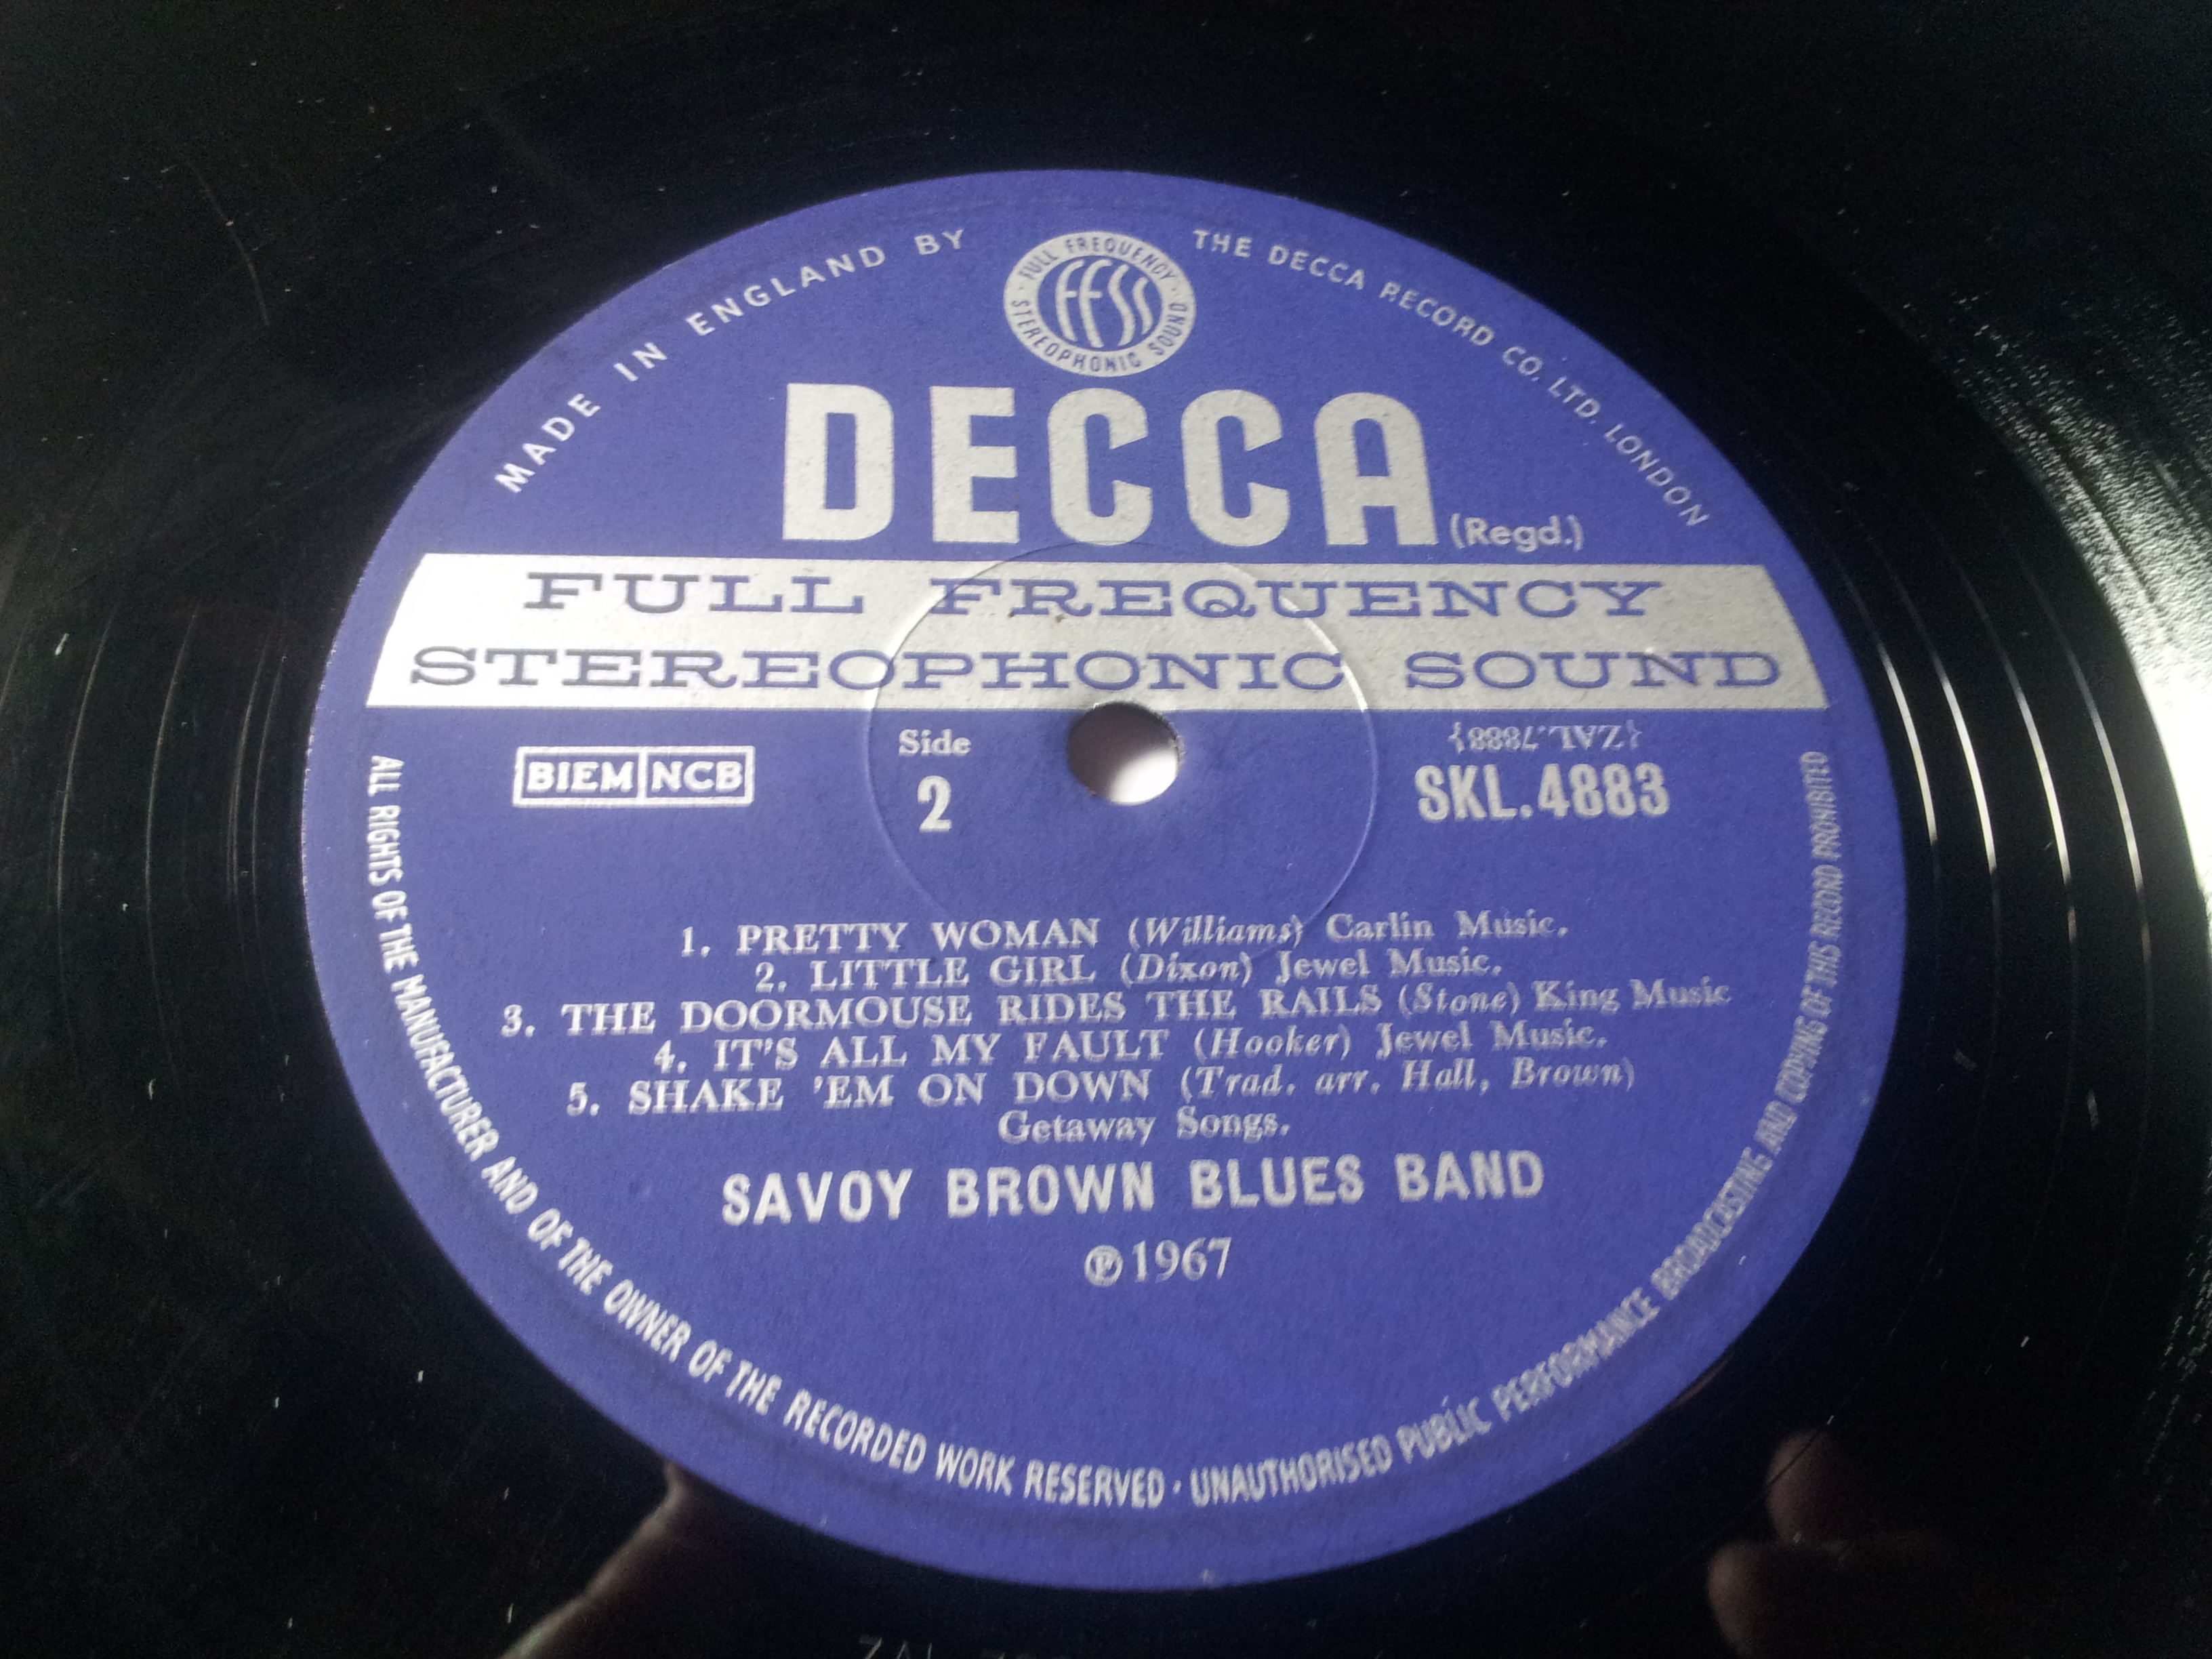 MADE IN ENGLAND BY THE DECCA RECORD CO. LTD. LONDON
FULL FREQUENCY
ffss
STEREOPHONIC SOUND
DECCA (Regd.)
FULL FREQUENCY
STEREOPHONIC SOUND
BIEM NCB
Side
2
{ZAL.7888}
SKL.4883
1. PRETTY WOMAN (Williams) Carlin Music.
2. LITTLE GIRL (Dixon) Jewel Music.
3. THE DOORMOUSE RIDES THE RAILS (Stone) King Music
4. IT'S ALL MY FAULT (Hooker) Jewel Music.
5. SHAKE 'EM ON DOWN (Trad. arr. Hall, Brown)
Getaway Songs.
SAVOY BROWN BLUES BAND
℗1967
ALL RIGHTS OF THE MANUFACTURER AND OF THE OWNER OF THE RECORDED WORK RESERVED · UNAUTHORISED PUBLIC PERFORMANCE BROADCASTING AND COPYING OF THIS RECORD PROHIBITED